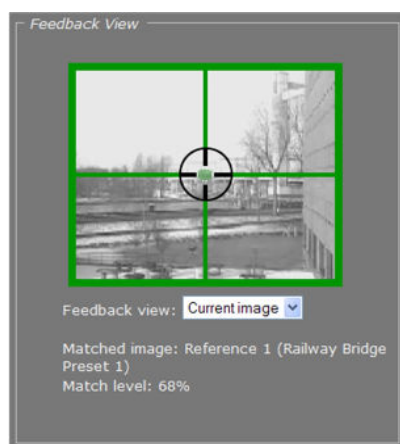 Feedback View
Feedback view: Current image
Matched image: Reference 1 (Railway Bridge
Preset 1)
Match level: 68%